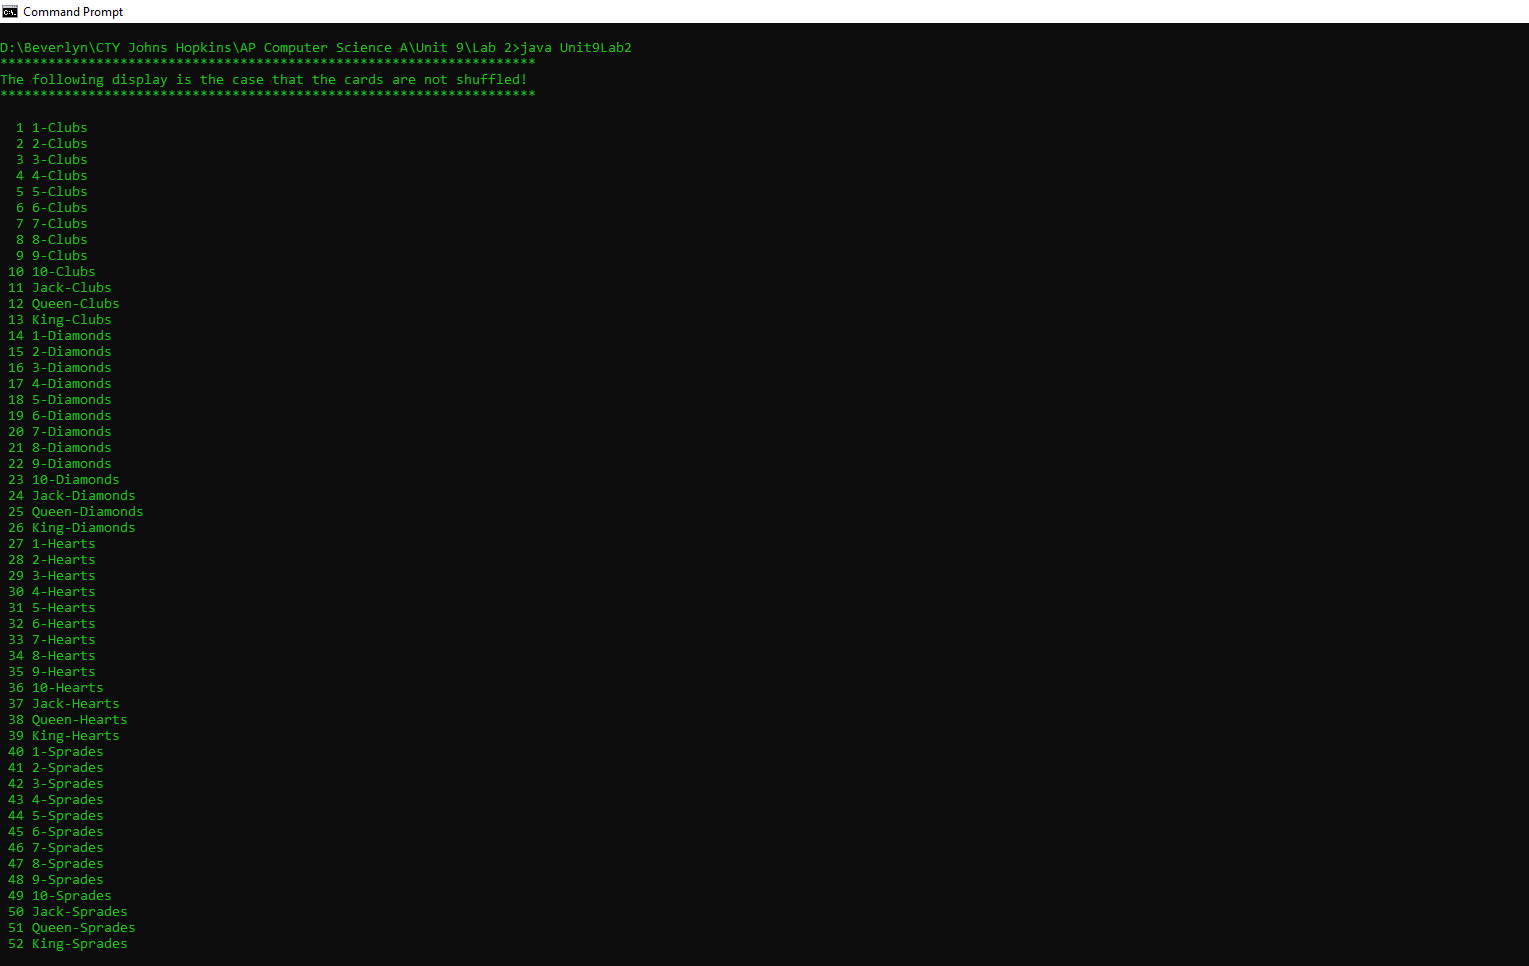 Command Prompt
D:\Beverlyn\CTY Johns Hopkins\AP Computer Science A\Unit 9\Lab 2>java Unit9Lab2
*******************************************************************
The following display is the case that the cards are not shuffled!
*******************************************************************
1 1-Clubs
2 2-Clubs
3 3-Clubs
4 4-Clubs
5 5-Clubs
6 6-Clubs
7 7-Clubs
8 8-Clubs
9 9-Clubs
10 10-Clubs
11 Jack-Clubs
12 Queen-Clubs
13 King-Clubs
14 1-Diamonds
15 2-Diamonds
16 3-Diamonds
17 4-Diamonds
18 5-Diamonds
19 6-Diamonds
20 7-Diamonds
21 8-Diamonds
22 9-Diamonds
23 10-Diamonds
24 Jack-Diamonds
25 Queen-Diamonds
26 King-Diamonds
27 1-Hearts
28 2-Hearts
29 3-Hearts
30 4-Hearts
31 5-Hearts
32 6-Hearts
33 7-Hearts
34 8-Hearts
35 9-Hearts
36 10-Hearts
37 Jack-Hearts
38 Queen-Hearts
39 King-Hearts
40 1-Sprades
41 2-Sprades
42 3-Sprades
43 4-Sprades
44 5-Sprades
45 6-Sprades
46 7-Sprades
47 8-Sprades
48 9-Sprades
49 10-Sprades
50 Jack-Sprades
51 Queen-Sprades
52 King-Sprades